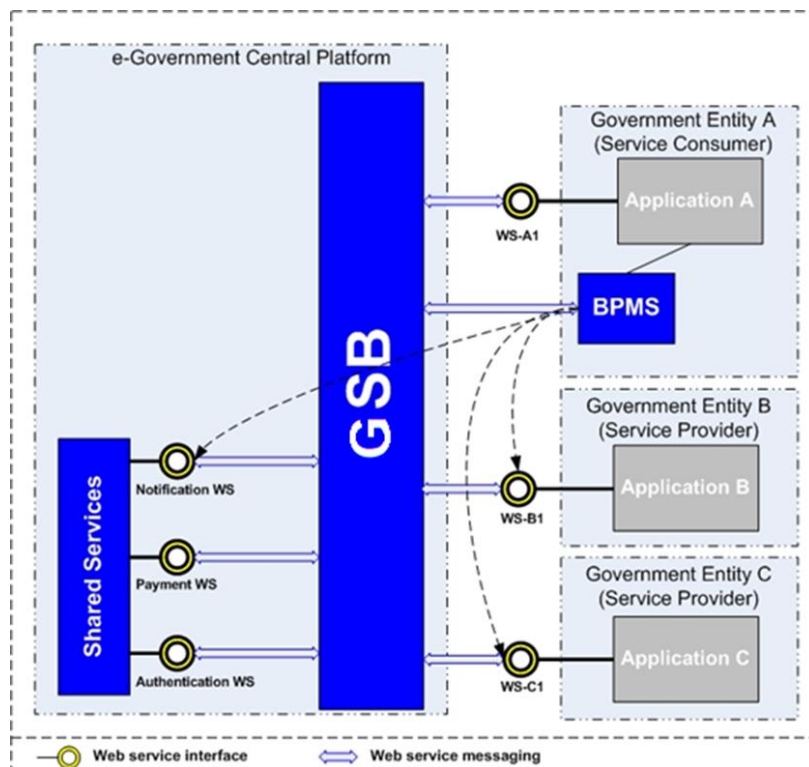 e-Government Central Platform
GSB
Shared Services
Notification WS
Payment WS
Authentication WS
Government Entity A
(Service Consumer)
Application A
WS-A1
BPMS
Government Entity B
(Service Provider)
Application B
WS-B1
Government Entity C
(Service Provider)
Application C
WS-C1
Web service interface
Web service messaging